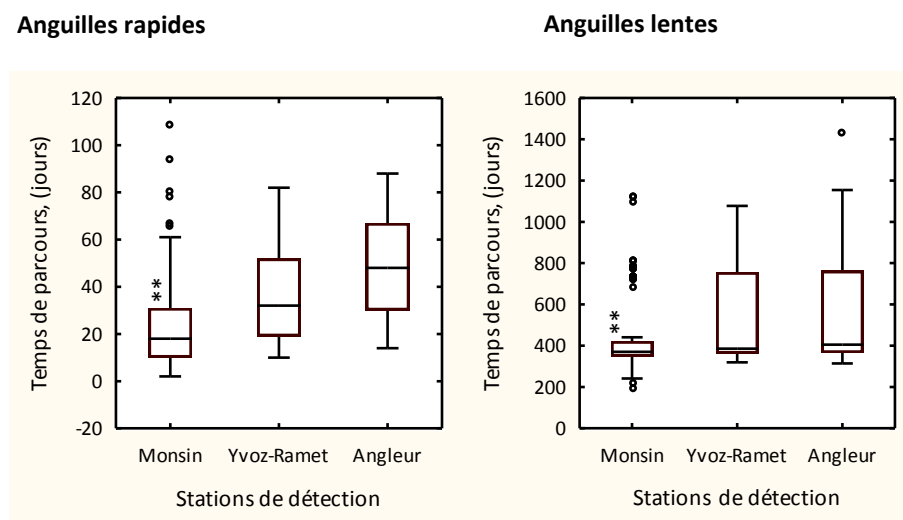 Anguilles rapides
Anguilles lentes
Temps de parcours, (jours)
120
100
80
60
40
20
0
-20
**
Monsin Yvoz-Ramet Angleur
Stations de détection
Temps de parcours, (jours)
1600
1400
1200
1000
800
600
400
200
0
**
Monsin Yvoz-Ramet Angleur
Stations de détection